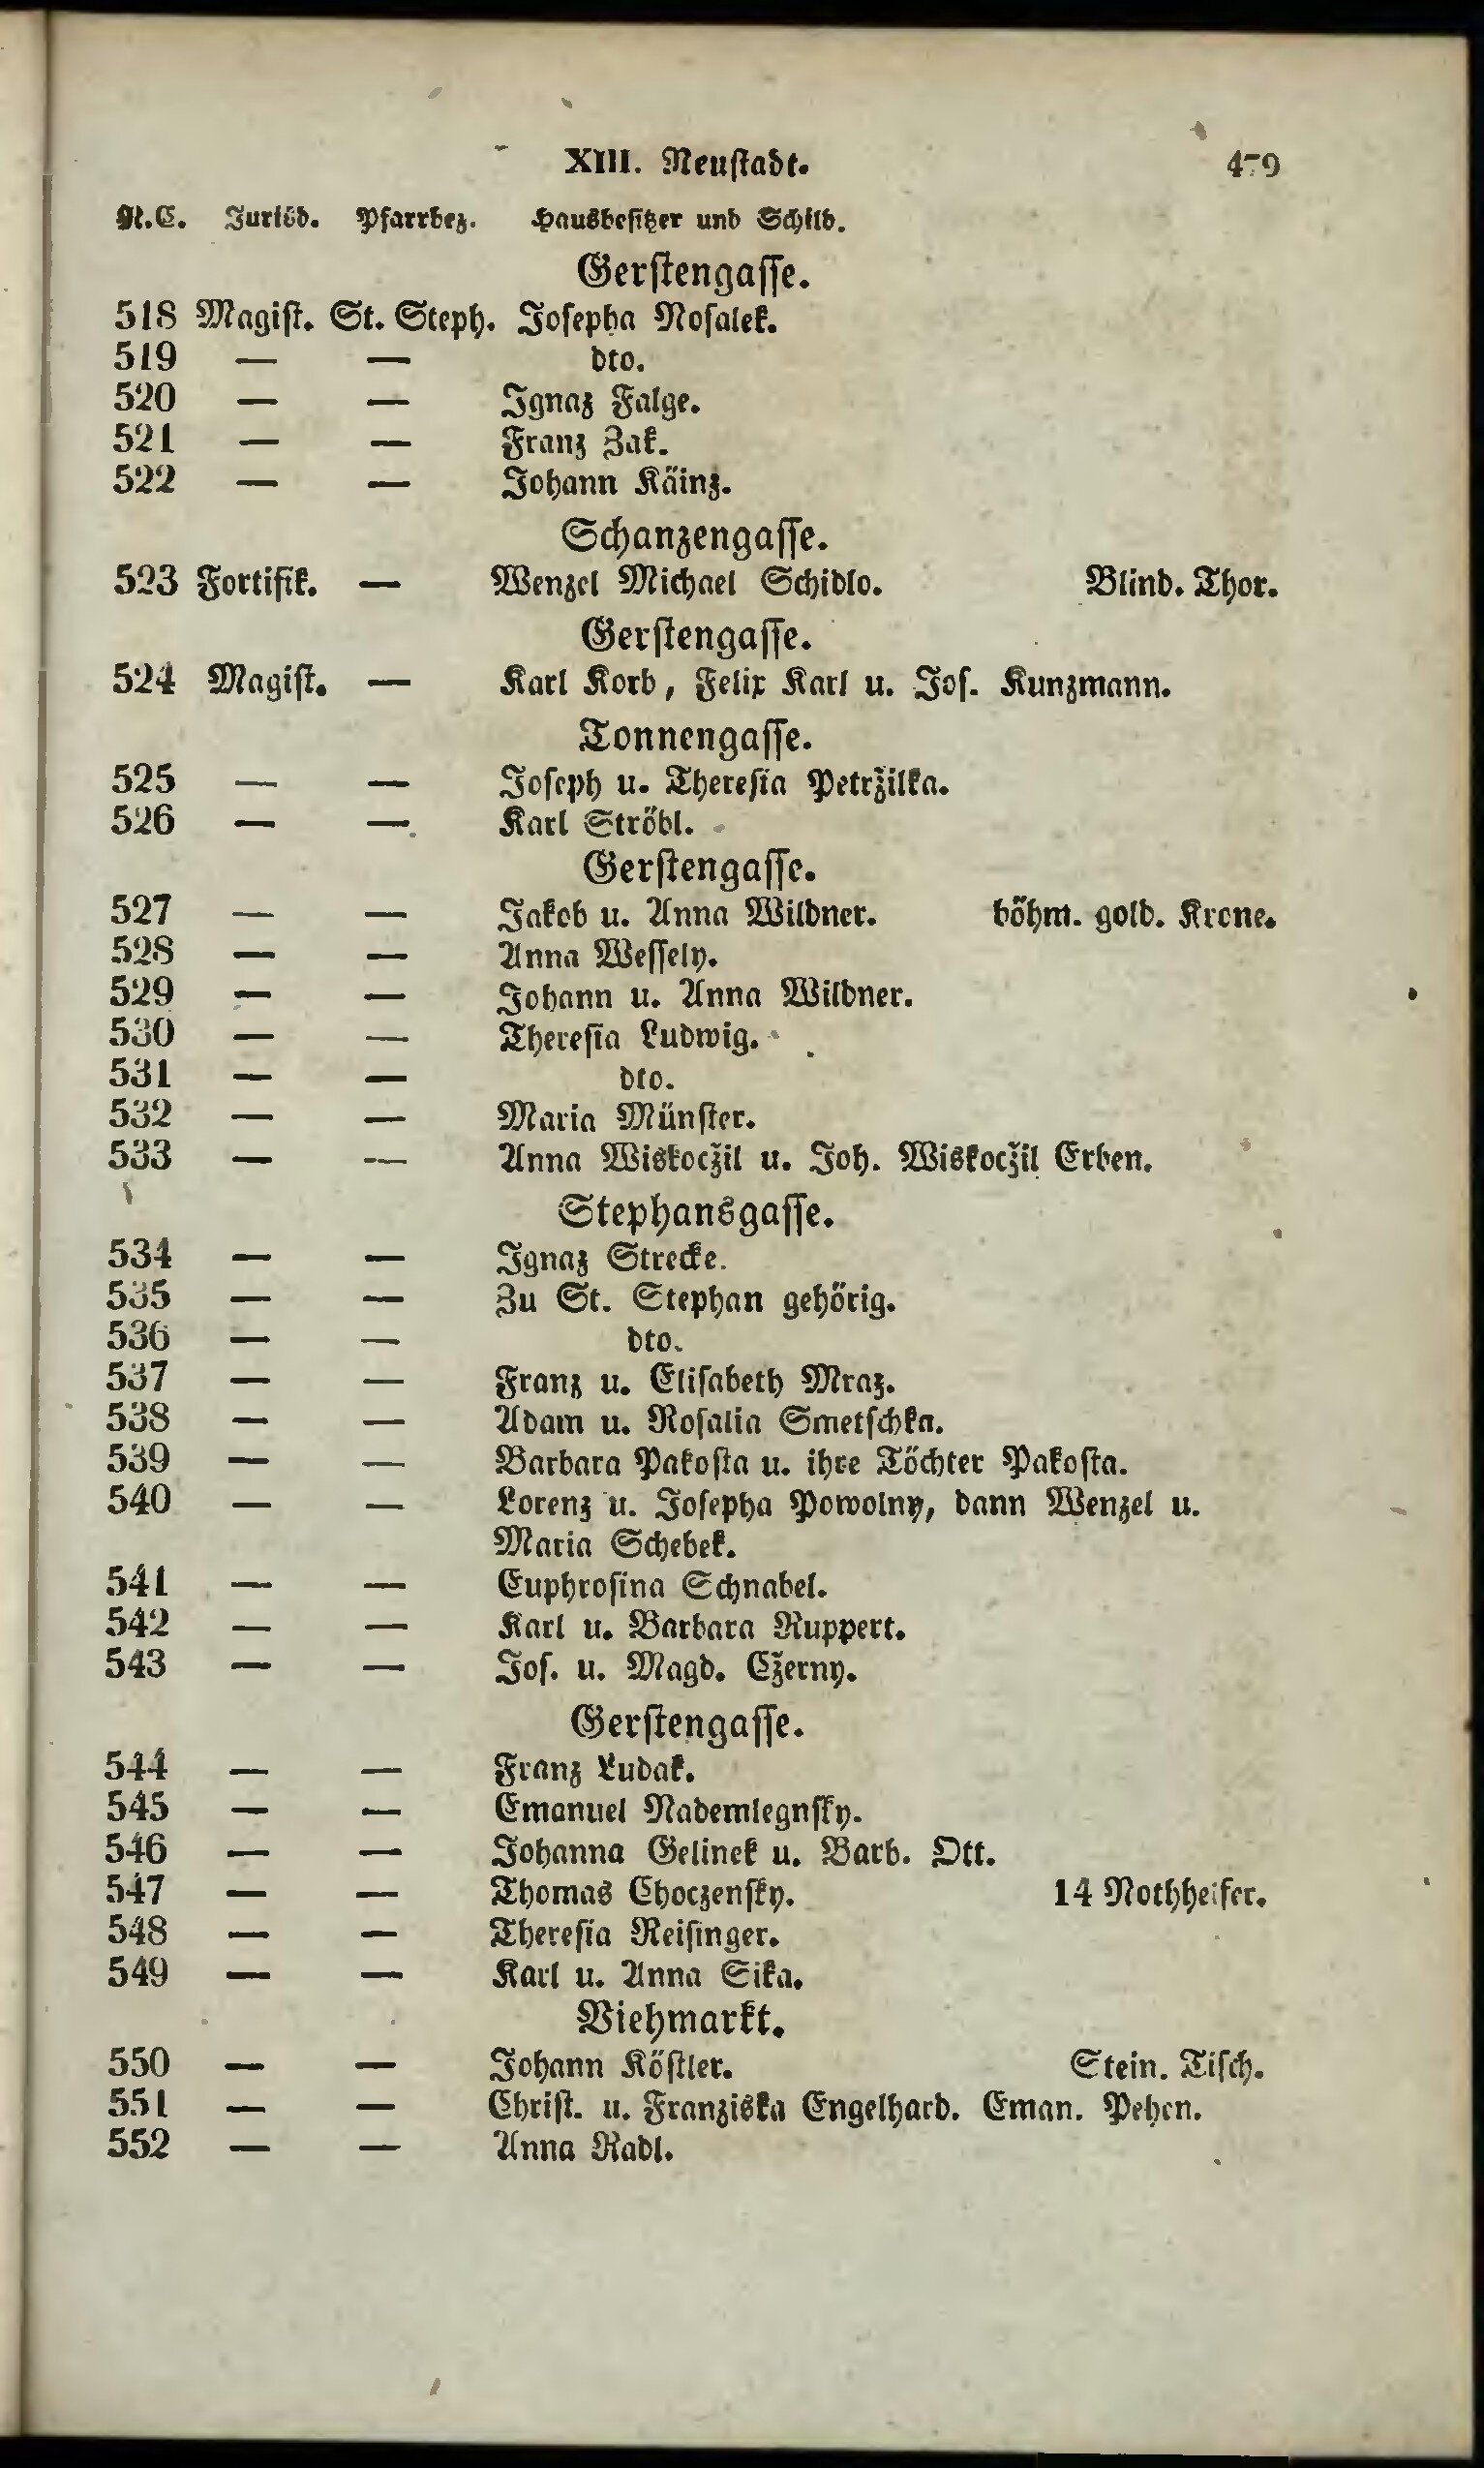 XIII. Neustadt. 479
N.C. Jurisd. Pfarrbez. Hausbesitzer und Schild.
Gerstengasse.
518 Magist. St. Steph. Josepha Nosalek.
519 — — dto.
520 — — Ignaz Falge.
521 — — Franz Zak.
522 — — Johann Käinz.
Schanzengasse.
523 Fortifik. — Wenzel Michael Schidlo. Blind. Thor.
Gerstengasse.
524 Magist. — Karl Korb, Felix Karl u. Jos. Kunzmann.
Tonnengasse.
525 — — Joseph u. Theresia Petržilka.
526 — — Karl Ströbl.
Gerstengasse.
527 — — Jakob u. Anna Wildner. böhm. gold. Krone.
528 — — Anna Wessely.
529 — — Johann u. Anna Wildner.
530 — — Theresia Ludwig.
531 — — dto.
532 — — Maria Münster.
533 — — Anna Wiskocžil u. Joh. Wiskocžil Erben.
Stephansgasse.
534 — — Ignaz Strecke.
535 — — Zu St. Stephan gehörig.
536 — — dto.
537 — — Franz u. Elisabeth Mraz.
538 — — Adam u. Rosalia Smetschka.
539 — — Barbara Pakosta u. ihre Töchter Pakosta.
540 — — Lorenz u. Josepha Powolny, dann Wenzel u.
Maria Schebek.
541 — — Euphrosina Schnabel.
542 — — Karl u. Barbara Ruppert.
543 — — Jos. u. Magd. Cžerny.
Gerstengasse.
544 — — Franz Ludak.
545 — — Emanuel Nademlegnsky.
546 — — Johanna Gelinek u. Barb. Ott.
547 — — Thomas Choczensky. 14 Nothhelfer.
548 — — Theresia Reisinger.
549 — — Karl u. Anna Sika.
Viehmarkt.
550 — — Johann Köstler. Stein. Tisch.
551 — — Christ. u. Franziska Engelhard. Eman. Pehen.
552 — — Anna Radl.